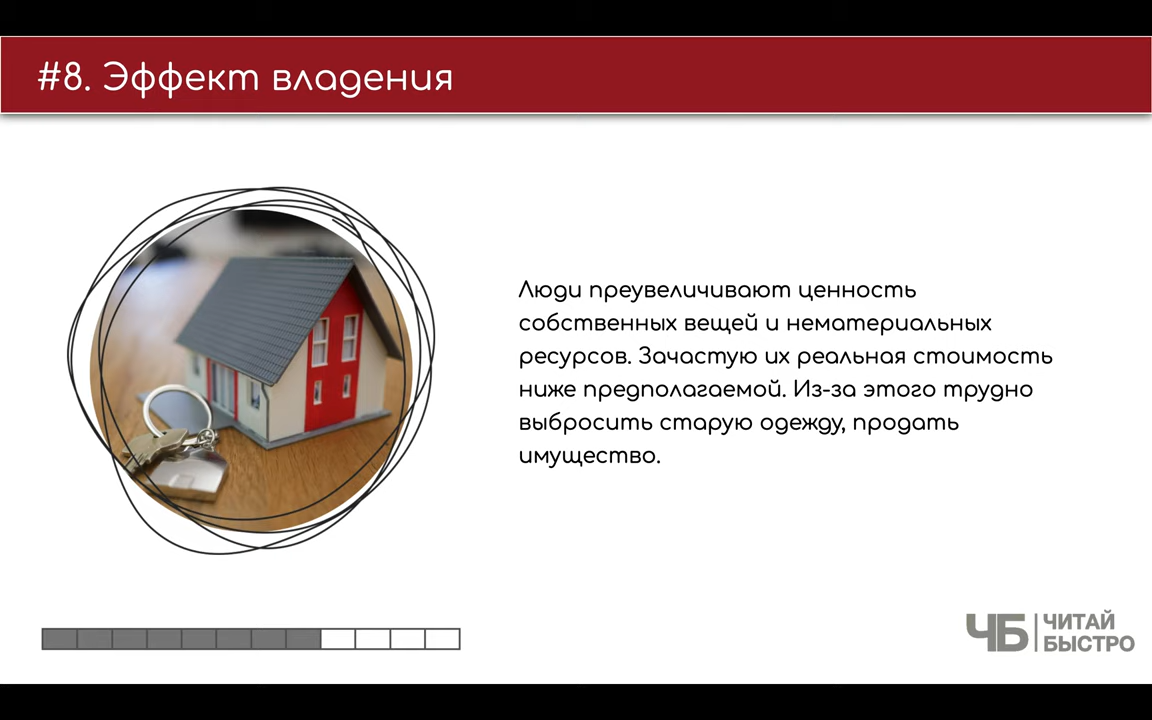 #8. Эффект владения
Люди преувеличивают ценность
собственных вещей и нематериальных
ресурсов. Зачастую их реальная стоимость
ниже предполагаемой. Из-за этого трудно
выбросить старую одежду, продать
имущество.
ЧБ
ЧИТАЙ
БЫСТРО